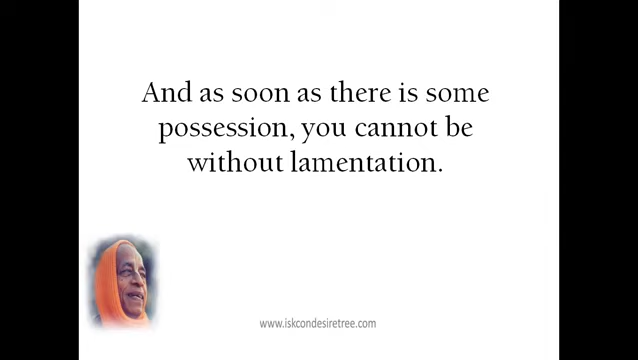 And as soon as there is some
possession, you cannot be
without lamentation.
www.iskcondesiretree.com